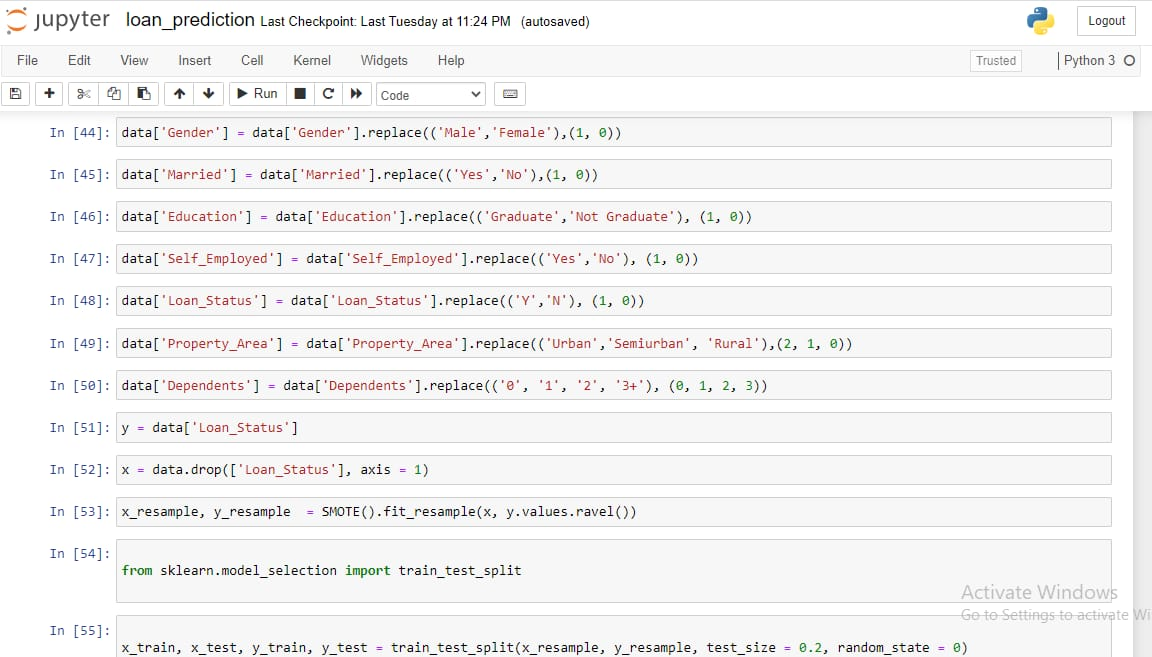 jupyter loan_prediction Last Checkpoint: Last Tuesday at 11:24 PM (autosaved) Logout
File Edit View Insert Cell Kernel Widgets Help Trusted Python 3
Run Code
In [44]: data['Gender'] = data['Gender'].replace(('Male','Female'),(1, 0))
In [45]: data['Married'] = data['Married'].replace(('Yes','No'),(1, 0))
In [46]: data['Education'] = data['Education'].replace(('Graduate','Not Graduate'), (1, 0))
In [47]: data['Self_Employed'] = data['Self_Employed'].replace(('Yes','No'), (1, 0))
In [48]: data['Loan_Status'] = data['Loan_Status'].replace(('Y','N'), (1, 0))
In [49]: data['Property_Area'] = data['Property_Area'].replace(('Urban','Semiurban', 'Rural'),(2, 1, 0))
In [50]: data['Dependents'] = data['Dependents'].replace(('0', '1', '2', '3+'), (0, 1, 2, 3))
In [51]: y = data['Loan_Status']
In [52]: x = data.drop(['Loan_Status'], axis = 1)
In [53]: x_resample, y_resample  = SMOTE().fit_resample(x, y.values.ravel())
In [54]:
from sklearn.model_selection import train_test_split
Activate Windows
Go to Settings to activate Wi
In [55]:
x_train, x_test, y_train, y_test = train_test_split(x_resample, y_resample, test_size = 0.2, random_state = 0)